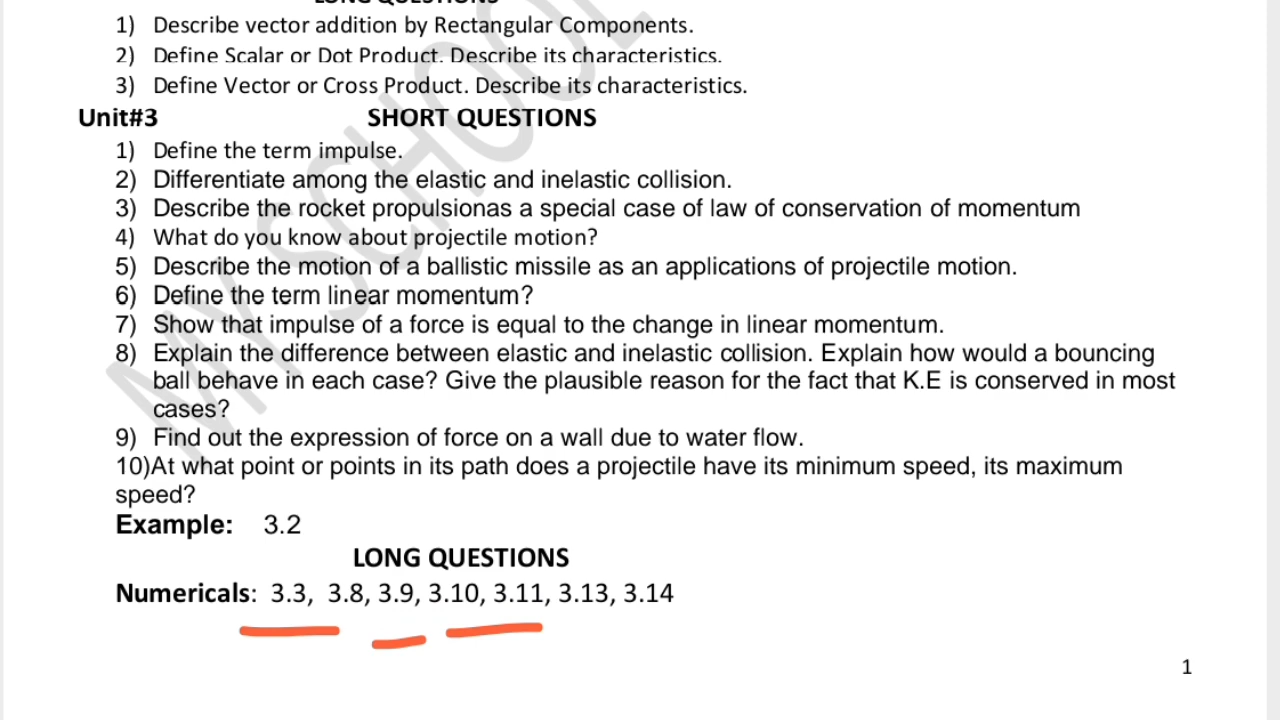 LONG QUESTIONS
1) Describe vector addition by Rectangular Components.
2) Define Scalar or Dot Product. Describe its characteristics.
3) Define Vector or Cross Product. Describe its characteristics.
Unit#3 SHORT QUESTIONS
1) Define the term impulse.
2) Differentiate among the elastic and inelastic collision.
3) Describe the rocket propulsionas a special case of law of conservation of momentum
4) What do you know about projectile motion?
5) Describe the motion of a ballistic missile as an applications of projectile motion.
6) Define the term linear momentum?
7) Show that impulse of a force is equal to the change in linear momentum.
8) Explain the difference between elastic and inelastic collision. Explain how would a bouncing
ball behave in each case? Give the plausible reason for the fact that K.E is conserved in most
cases?
9) Find out the expression of force on a wall due to water flow.
10)At what point or points in its path does a projectile have its minimum speed, its maximum
speed?
Example: 3.2
LONG QUESTIONS
Numericals: 3.3, 3.8, 3.9, 3.10, 3.11, 3.13, 3.14
1
MY SCHOOL